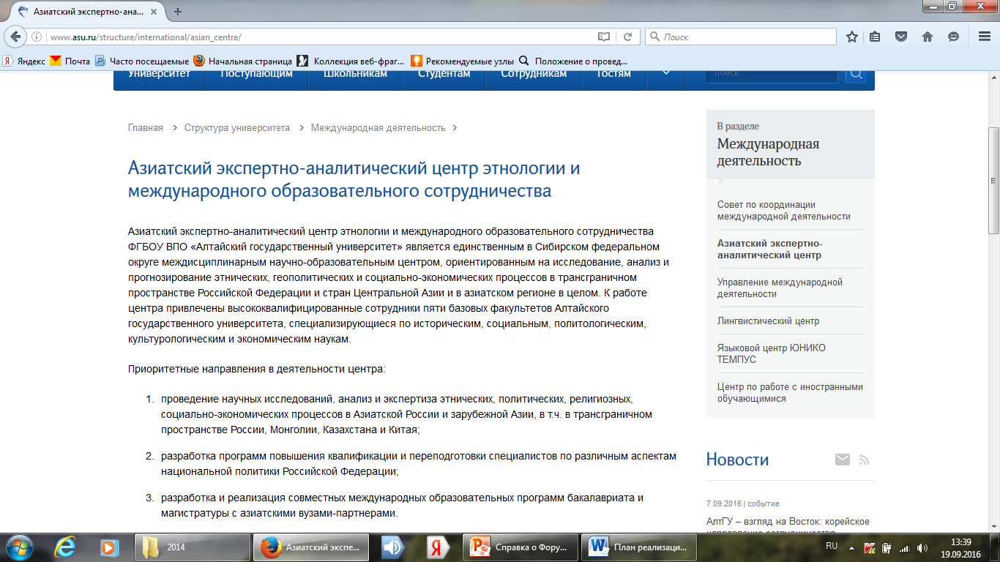 Азиатский экспертно-ана...
www.asu.ru/structure/international/asian_centre/
Поиск
Яндекс
Почта
Часто посещаемые
Начальная страница
Коллекция веб-фраг...
Рекомендуемые узлы
Положение о провед...
Университет
Поступающим
Школьникам
Студентам
Сотрудникам
Гостям
поиск
Главная > Структура университета > Международная деятельность >
Азиатский экспертно-аналитический центр этнологии и
международного образовательного сотрудничества
Азиатский экспертно-аналитический центр этнологии и международного образовательного сотрудничества
ФГБОУ ВПО «Алтайский государственный университет» является единственным в Сибирском федеральном
округе междисциплинарным научно-образовательным центром, ориентированным на исследование, анализ и
прогнозирование этнических, геополитических и социально-экономических процессов в трансграничном
пространстве Российской Федерации и стран Центральной Азии и в азиатском регионе в целом. К работе
центра привлечены высококвалифицированные сотрудники пяти базовых факультетов Алтайского
государственного университета, специализирующиеся по историческим, социальным, политологическим,
культурологическим и экономическим наукам.
Приоритетные направления в деятельности центра:
1. проведение научных исследований, анализ и экспертиза этнических, политических, религиозных,
социально-экономических процессов в Азиатской России и зарубежной Азии, в т.ч. в трансграничном
пространстве России, Монголии, Казахстана и Китая;
2. разработка программ повышения квалификации и переподготовки специалистов по различным аспектам
национальной политики Российской Федерации;
3. разработка и реализация совместных международных образовательных программ бакалавриата и
магистратуры с азиатскими вузами-партнерами.
В разделе
Международная
деятельность
Совет по координации
международной деятельности
Азиатский экспертно-
аналитический центр
Управление международной
деятельности
Лингвистический центр
Языковой центр ЮНИКО
ТЕМПУС
Центр по работе с иностранными
обучающимися
Новости
7.09.2016 | событие
АлтГУ – взгляд на Восток: корейское
направление сотрудничества
2014
Азиатский экспе...
Справка о Фору...
План реализаци...
RU
13:39
19.09.2016